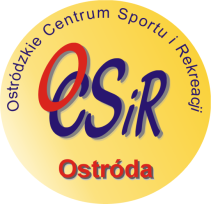 Ostródzkie Centrum Sportu i Rekreacji
OCSiR
Ostróda